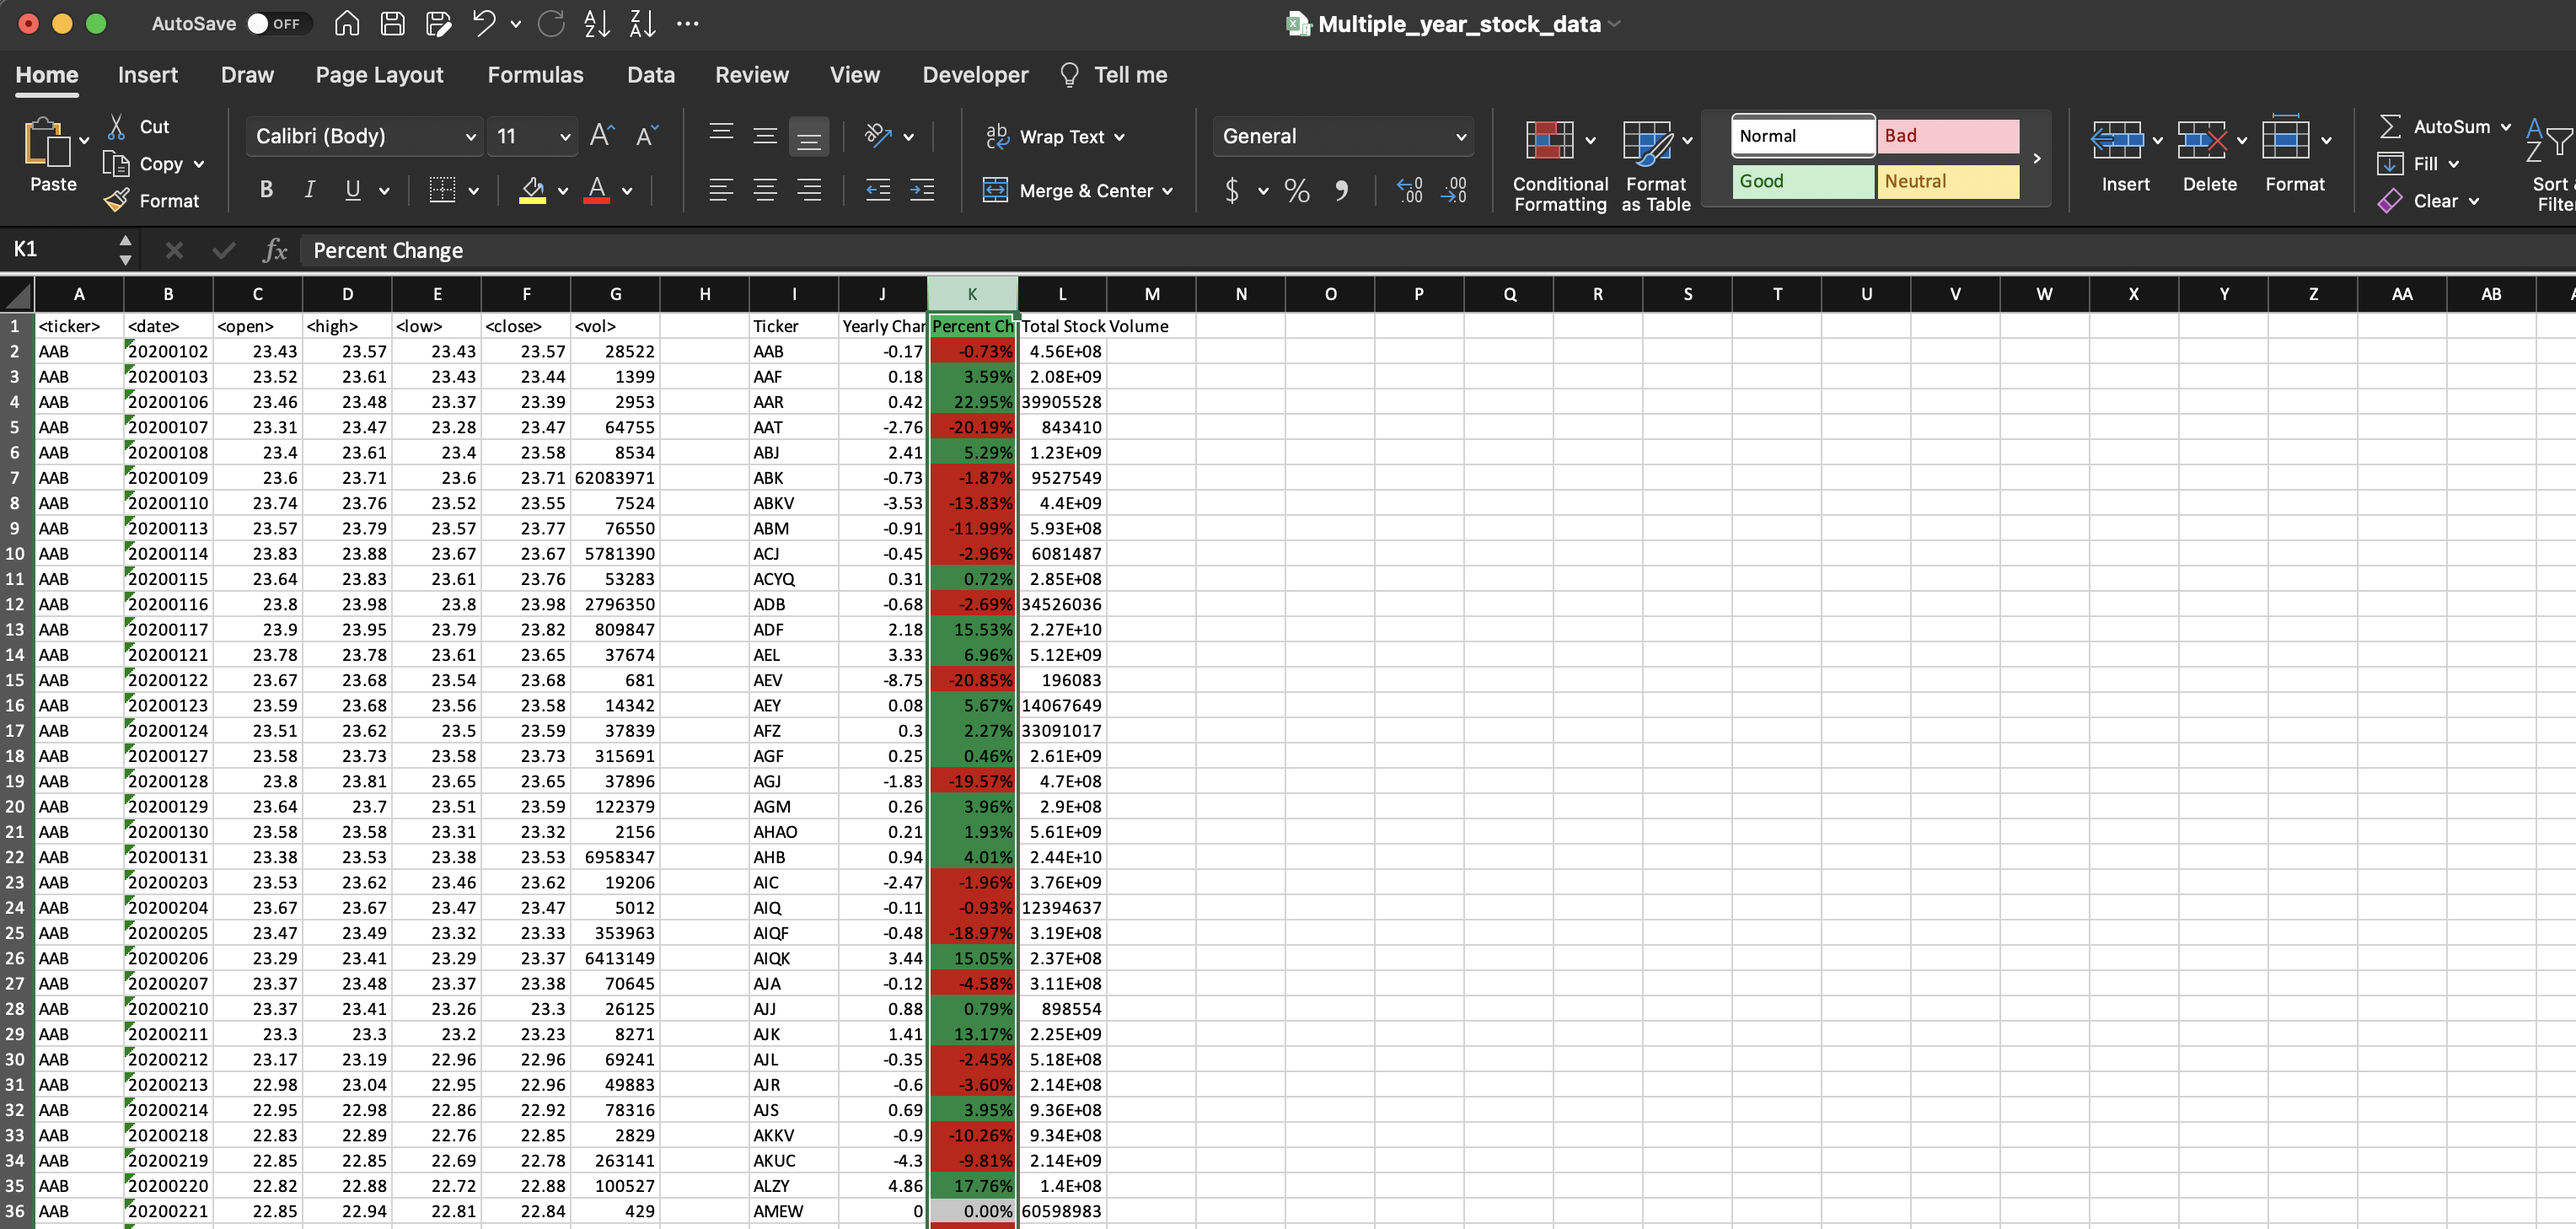 AutoSave OFF Multiple_year_stock_data
Home Insert Draw Page Layout Formulas Data Review View Developer Tell me
Paste Cut Copy Format Calibri (Body) 11 Wrap Text General Normal Bad AutoSum
B I U A Merge & Center $ % Conditional Formatting Format as Table Good Neutral Insert Delete Format Fill Clear Sort & Filter
K1 fx Percent Change
A B C D E F G H I J K L M N O P Q R S T U V W X Y Z AA AB
1 <ticker> <date> <open> <high> <low> <close> <vol> Ticker Yearly Char Percent Ch Total Stock Volume
2 AAB 20200102 23.43 23.57 23.43 23.57 28522 AAB -0.17 -0.73% 4.56E+08
3 AAB 20200103 23.52 23.61 23.43 23.44 1399 AAF 0.18 3.59% 2.08E+09
4 AAB 20200106 23.46 23.48 23.37 23.39 2953 AAR 0.42 22.95% 39905528
5 AAB 20200107 23.31 23.47 23.28 23.47 64755 AAT -2.76 -20.19% 843410
6 AAB 20200108 23.4 23.61 23.4 23.58 8534 ABJ 2.41 5.29% 1.23E+09
7 AAB 20200109 23.6 23.71 23.6 23.71 62083971 ABK -0.73 -1.87% 9527549
8 AAB 20200110 23.74 23.76 23.52 23.55 7524 ABKV -3.53 -13.83% 4.4E+09
9 AAB 20200113 23.57 23.79 23.57 23.77 76550 ABM -0.91 -11.99% 5.93E+08
10 AAB 20200114 23.83 23.88 23.67 23.67 5781390 ACJ -0.45 -2.96% 6081487
11 AAB 20200115 23.64 23.83 23.61 23.76 53283 ACYQ 0.31 0.72% 2.85E+08
12 AAB 20200116 23.8 23.98 23.8 23.98 2796350 ADB -0.68 -2.69% 34526036
13 AAB 20200117 23.9 23.95 23.79 23.82 809847 ADF 2.18 15.53% 2.27E+10
14 AAB 20200121 23.78 23.78 23.61 23.65 37674 AEL 3.33 6.96% 5.12E+09
15 AAB 20200122 23.67 23.68 23.54 23.68 681 AEV -8.75 -20.85% 196083
16 AAB 20200123 23.59 23.68 23.56 23.58 14342 AEY 0.08 5.67% 14067649
17 AAB 20200124 23.51 23.62 23.5 23.59 37839 AFZ 0.3 2.27% 33091017
18 AAB 20200127 23.58 23.73 23.58 23.73 315691 AGF 0.25 0.46% 2.61E+09
19 AAB 20200128 23.8 23.81 23.65 23.65 37896 AGJ -1.83 -19.57% 4.7E+08
20 AAB 20200129 23.64 23.7 23.51 23.59 122379 AGM 0.26 3.96% 2.9E+08
21 AAB 20200130 23.58 23.58 23.31 23.32 2156 AHAO 0.21 1.93% 5.61E+09
22 AAB 20200131 23.38 23.53 23.38 23.53 6958347 AHB 0.94 4.01% 2.44E+10
23 AAB 20200203 23.53 23.62 23.46 23.62 19206 AIC -2.47 -1.96% 3.76E+09
24 AAB 20200204 23.67 23.67 23.47 23.47 5012 AIQ -0.11 -0.93% 12394637
25 AAB 20200205 23.47 23.49 23.32 23.33 353963 AIQF -0.48 -18.97% 3.19E+08
26 AAB 20200206 23.29 23.41 23.29 23.37 6413149 AIQK 3.44 15.05% 2.37E+08
27 AAB 20200207 23.37 23.48 23.37 23.38 70645 AJA -0.12 -4.58% 3.11E+08
28 AAB 20200210 23.37 23.41 23.26 23.3 26125 AJJ 0.88 0.79% 898554
29 AAB 20200211 23.3 23.3 23.2 23.23 8271 AJK 1.41 13.17% 2.25E+09
30 AAB 20200212 23.17 23.19 22.96 22.96 69241 AJL -0.35 -2.45% 5.18E+08
31 AAB 20200213 22.98 23.04 22.95 22.96 49883 AJR -0.6 -3.60% 2.14E+08
32 AAB 20200214 22.95 22.98 22.86 22.92 78316 AJS 0.69 3.95% 9.36E+08
33 AAB 20200218 22.83 22.89 22.76 22.85 2829 AKKV -0.9 -10.26% 9.34E+08
34 AAB 20200219 22.85 22.85 22.69 22.78 263141 AKUC -4.3 -9.81% 2.14E+09
35 AAB 20200220 22.82 22.88 22.72 22.88 100527 ALZY 4.86 17.76% 1.4E+08
36 AAB 20200221 22.85 22.94 22.81 22.84 429 AMEW 0 0.00% 60598983